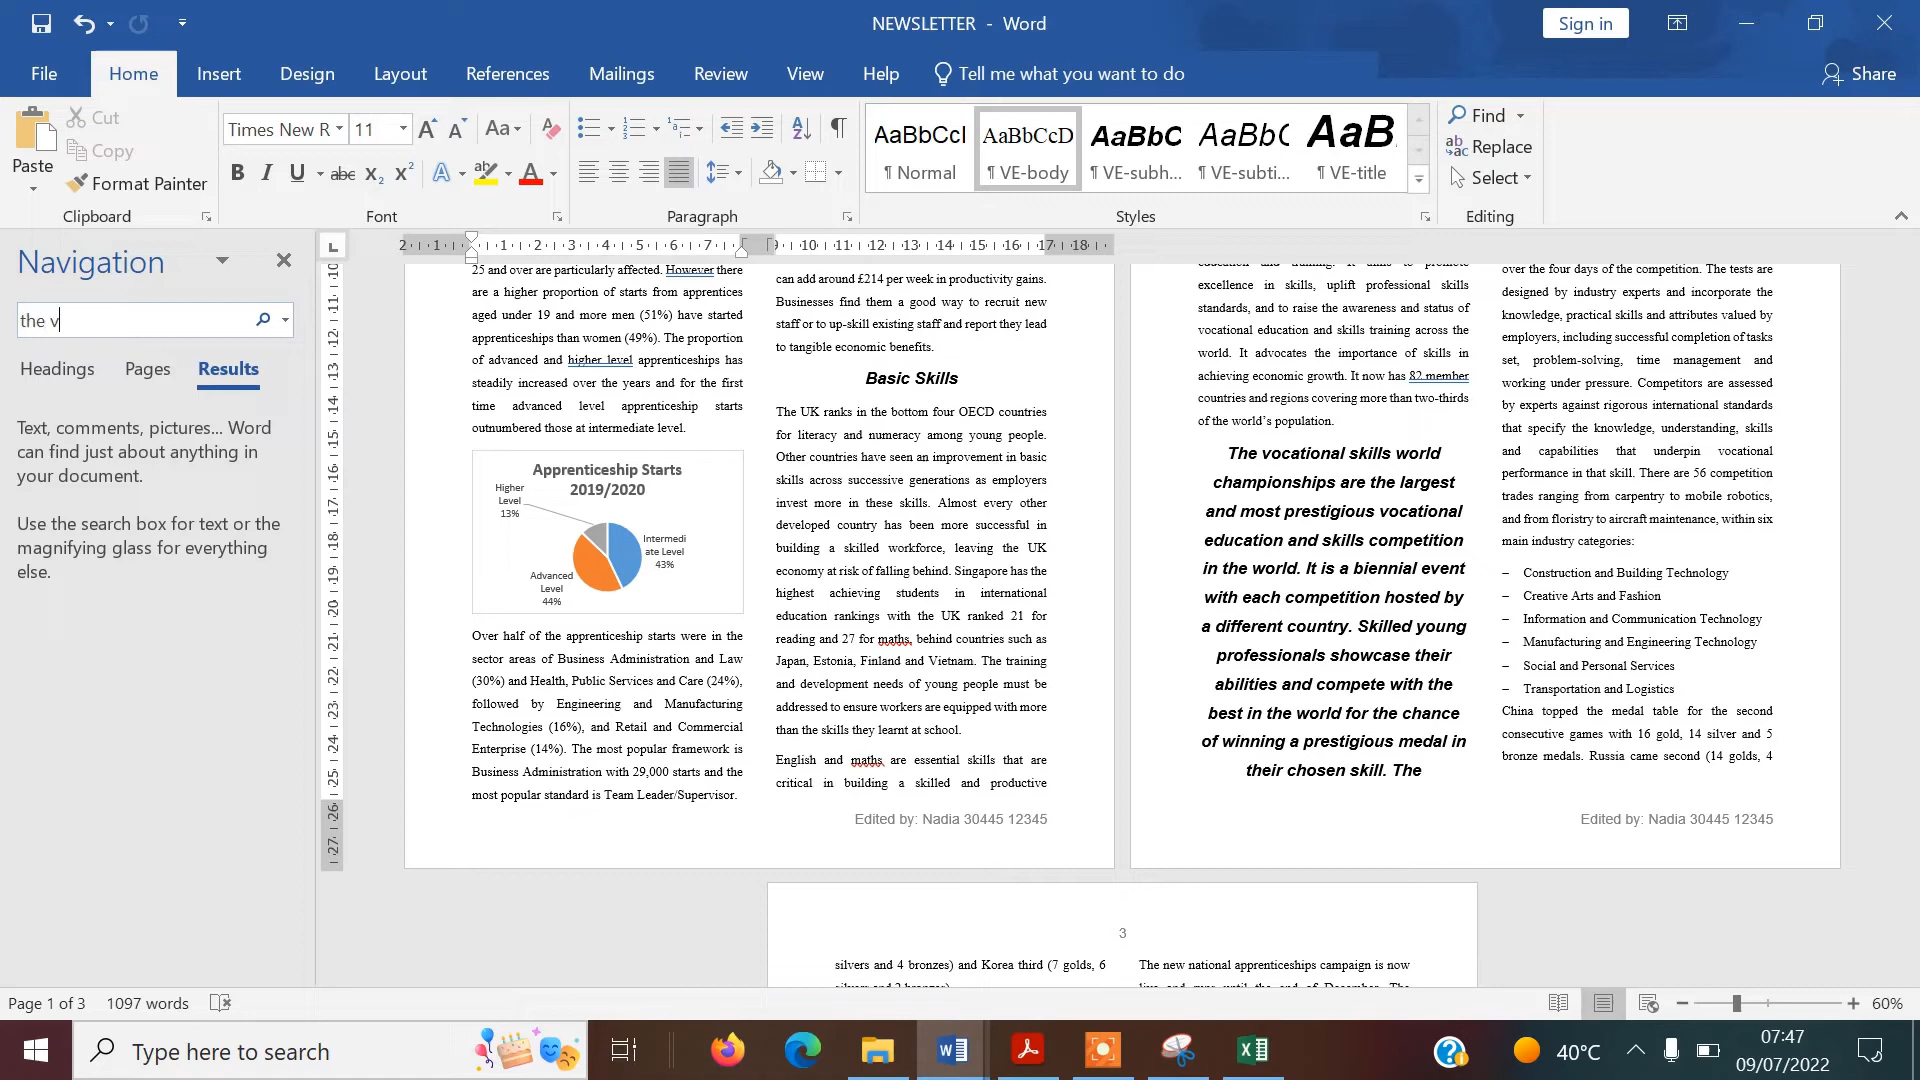 NEWSLETTER - Word
Sign in
File Home Insert Design Layout References Mailings Review View Help Tell me what you want to do Share
Paste
Cut
Copy
Format Painter
Clipboard
Times New R 11
Font
Paragraph
AaBbCcI
¶ Normal
AaBbCcD
¶ VE-body
AaBbC
¶ VE-subh...
AaBbC
¶ VE-subti...
AaB
¶ VE-title
Styles
Find
Replace
Select
Editing
Navigation
the v
Headings Pages Results
Text, comments, pictures... Word
can find just about anything in
your document.
Use the search box for text or the
magnifying glass for everything
else.
25 and over are particularly affected. However there
are a higher proportion of starts from apprentices
aged under 19 and more men (51%) have started
apprenticeships than women (49%). The proportion
of advanced and higher level apprenticeships has
steadily increased over the years and for the first
time advanced level apprenticeship starts
outnumbered those at intermediate level.
Apprenticeship Starts
2019/2020
Higher
Level
13%
Intermedi
ate Level
43%
Advanced
Level
44%
Over half of the apprenticeship starts were in the
sector areas of Business Administration and Law
(30%) and Health, Public Services and Care (24%),
followed by Engineering and Manufacturing
Technologies (16%), and Retail and Commercial
Enterprise (14%). The most popular framework is
Business Administration with 29,000 starts and the
most popular standard is Team Leader/Supervisor.
can add around £214 per week in productivity gains.
Businesses find them a good way to recruit new
staff or to up-skill existing staff and report they lead
to tangible economic benefits.
Basic Skills
The UK ranks in the bottom four OECD countries
for literacy and numeracy among young people.
Other countries have seen an improvement in basic
skills across successive generations as employers
invest more in these skills. Almost every other
developed country has been more successful in
building a skilled workforce, leaving the UK
economy at risk of falling behind. Singapore has the
highest achieving students in international
education rankings with the UK ranked 21 for
reading and 27 for maths, behind countries such as
Japan, Estonia, Finland and Vietnam. The training
and development needs of young people must be
addressed to ensure workers are equipped with more
than the skills they learnt at school.
English and maths are essential skills that are
critical in building a skilled and productive
Edited by: Nadia 30445 12345
education and training. It aims to promote
excellence in skills, uplift professional skills
standards, and to raise the awareness and status of
vocational education and skills training across the
world. It advocates the importance of skills in
achieving economic growth. It now has 82 member
countries and regions covering more than two-thirds
of the world's population.
The vocational skills world
championships are the largest
and most prestigious vocational
education and skills competition
in the world. It is a biennial event
with each competition hosted by
a different country. Skilled young
professionals showcase their
abilities and compete with the
best in the world for the chance
of winning a prestigious medal in
their chosen skill. The
over the four days of the competition. The tests are
designed by industry experts and incorporate the
knowledge, practical skills and attributes valued by
employers, including successful completion of tasks
set, problem-solving, time management and
working under pressure. Competitors are assessed
by experts against rigorous international standards
that specify the knowledge, understanding, skills
and capabilities that underpin vocational
performance in that skill. There are 56 competition
trades ranging from carpentry to mobile robotics,
and from floristry to aircraft maintenance, within six
main industry categories:
– Construction and Building Technology
– Creative Arts and Fashion
– Information and Communication Technology
– Manufacturing and Engineering Technology
– Social and Personal Services
– Transportation and Logistics
China topped the medal table for the second
consecutive games with 16 gold, 14 silver and 5
bronze medals. Russia came second (14 golds, 4
Edited by: Nadia 30445 12345
3
silvers and 4 bronzes) and Korea third (7 golds, 6
The new national apprenticeships campaign is now
Page 1 of 3 1097 words
60%
Type here to search
40°C
07:47
09/07/2022